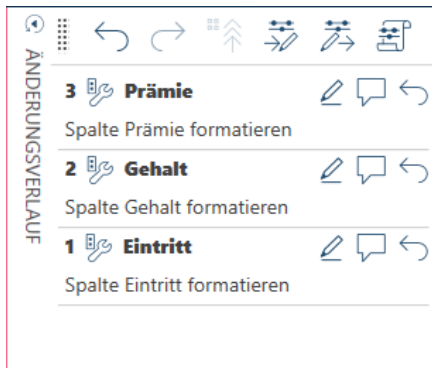 ÄNDERUNGSVERLAUF
3 Prämie
Spalte Prämie formatieren
2 Gehalt
Spalte Gehalt formatieren
1 Eintritt
Spalte Eintritt formatieren